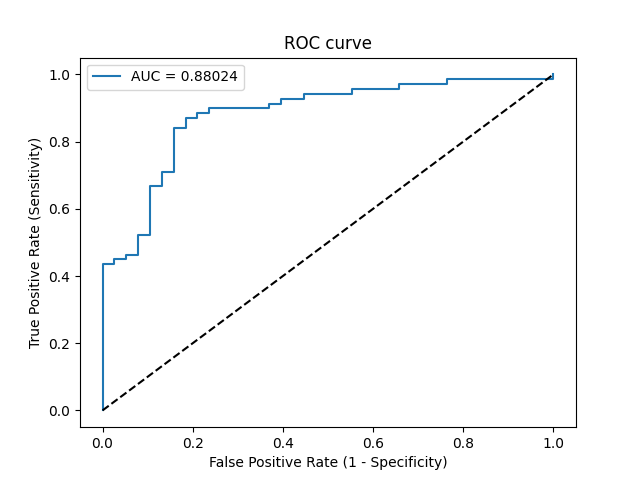 ROC curve
AUC = 0.88024
1.0
0.8
0.6
0.4
0.2
0.0
True Positive Rate (Sensitivity)
0.0 0.2 0.4 0.6 0.8 1.0
False Positive Rate (1 - Specificity)